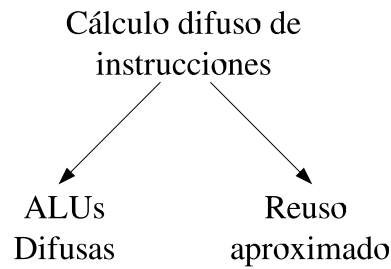 Cálculo difuso de
instrucciones
ALUs
Difusas
Reuso
aproximado